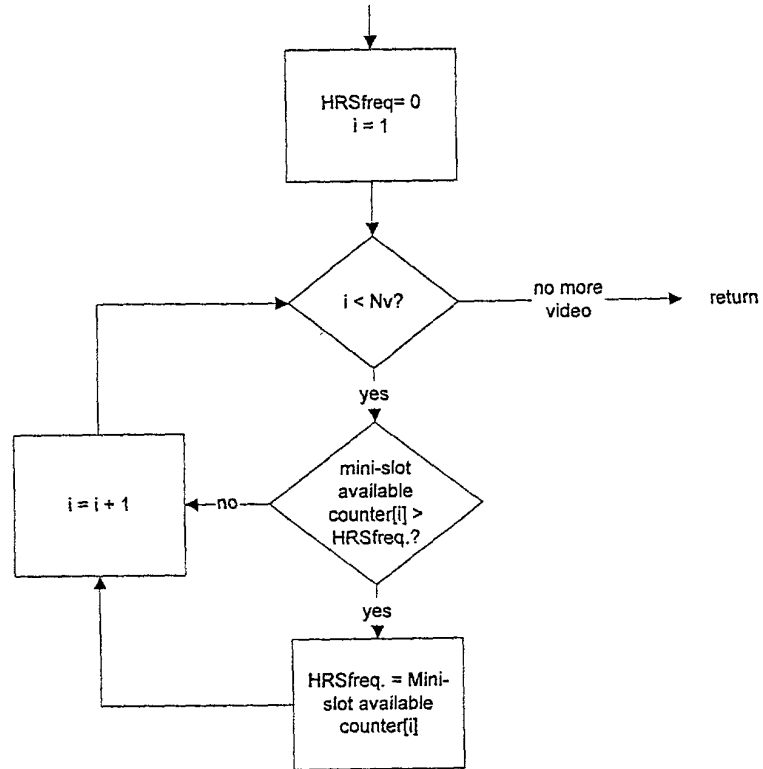 HRSfreq= 0
i = 1
i < Nv?
no more
video
return
yes
mini-slot
available
counter[i] >
HRSfreq.?
no
i = i + 1
yes
HRSfreq. = Mini-
slot available
counter[i]